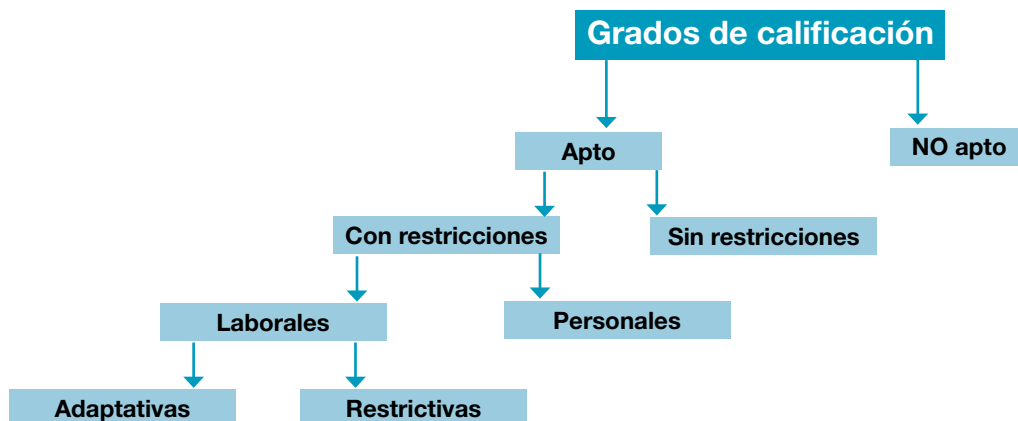 Grados de calificación
Apto
NO apto
Con restricciones
Sin restricciones
Laborales
Personales
Adaptativas
Restrictivas